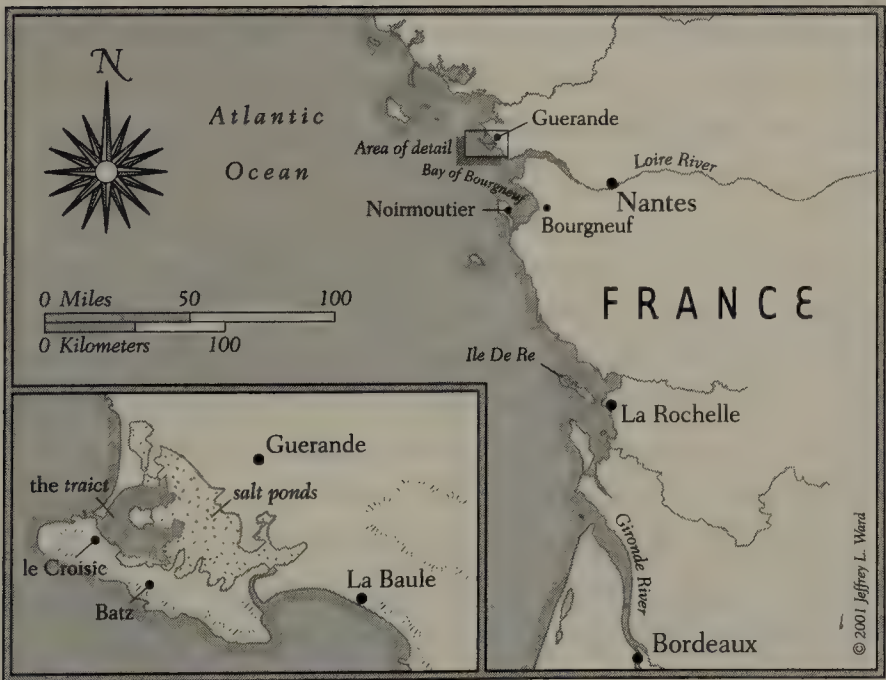 N
Atlantic
Ocean
Guerande
Area of detail
Bay of Bourgneuf
Loire River
Nantes
Noirmoutier
Bourgneuf
0 Miles 50 100
0 Kilometers 100
FRANCE
Ile De Re
La Rochelle
Gironde River
Bordeaux
© 2001 Jeffrey L. Ward
Guerande
the traict
salt ponds
le Croisic
La Baule
Batz